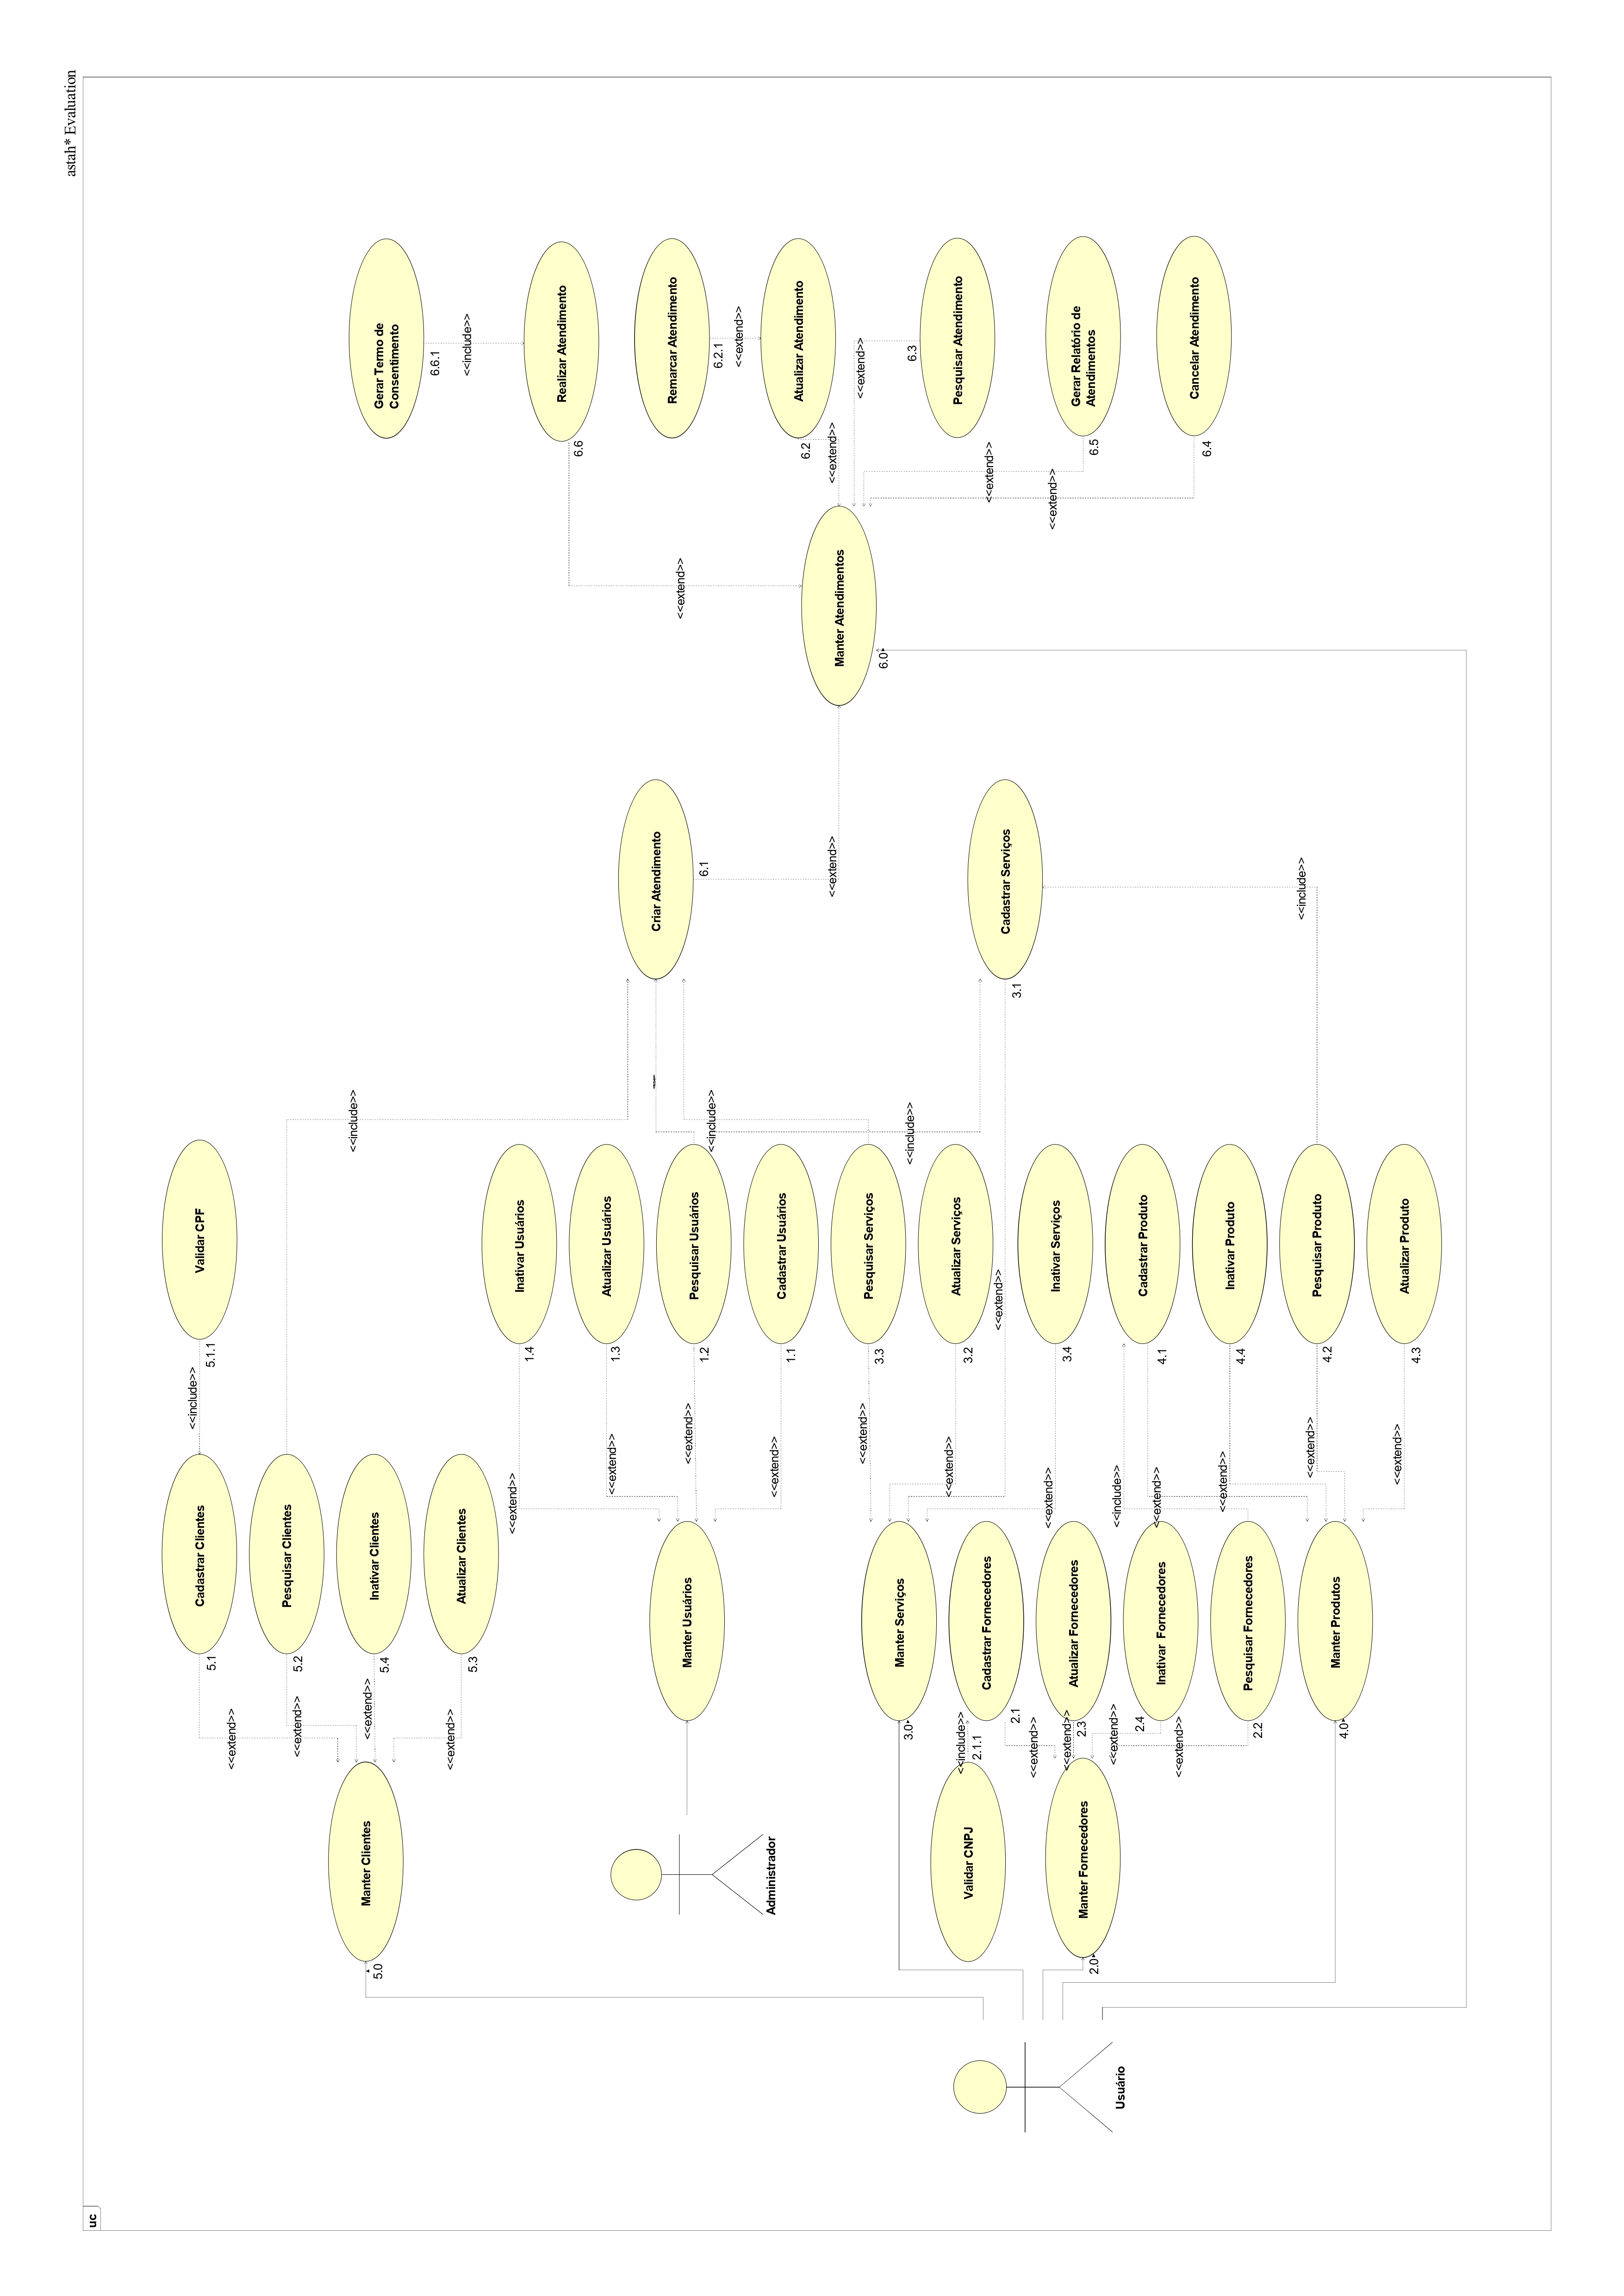 astah* Evaluation
uc
Validar CPF
5.1.1
<<include>>
Cadastrar Clientes
5.1
<<extend>>
Pesquisar Clientes
5.2
<<extend>>
<<include>>
Inativar Clientes
5.4
<<extend>>
Atualizar Clientes
5.3
<<extend>>
Manter Clientes
5.0
Gerar Termo de
Consentimento
6.6.1
<<include>>
Realizar Atendimento
6.6
<<extend>>
Remarcar Atendimento
6.2.1
<<extend>>
Atualizar Atendimento
6.2
<<extend>>
Pesquisar Atendimento
6.3
<<extend>>
Gerar Relatório de
Atendimentos
6.5
<<extend>>
Cancelar Atendimento
6.4
<<extend>>
Manter Atendimentos
6.0
Criar Atendimento
6.1
<<extend>>
Inativar Usuários
1.4
<<extend>>
Atualizar Usuários
1.3
<<extend>>
Pesquisar Usuários
1.2
<<extend>>
<<include>>
Cadastrar Usuários
1.1
<<extend>>
Manter Usuários
Administrador
Pesquisar Serviços
3.3
<<extend>>
<<include>>
Atualizar Serviços
3.2
<<extend>>
Cadastrar Serviços
3.1
<<extend>>
Inativar Serviços
3.4
<<extend>>
Manter Serviços
3.0
Cadastrar Produto
4.1
<<extend>>
<<include>>
Inativar Produto
4.4
<<extend>>
Pesquisar Produto
4.2
<<extend>>
<<include>>
Atualizar Produto
4.3
<<extend>>
Manter Produtos
4.0
Cadastrar Fornecedores
2.1
<<extend>>
Atualizar Fornecedores
2.3
<<extend>>
Inativar Fornecedores
2.4
<<extend>>
Pesquisar Fornecedores
2.2
<<extend>>
Validar CNPJ
2.1.1
<<include>>
Manter Fornecedores
2.0
Usuário